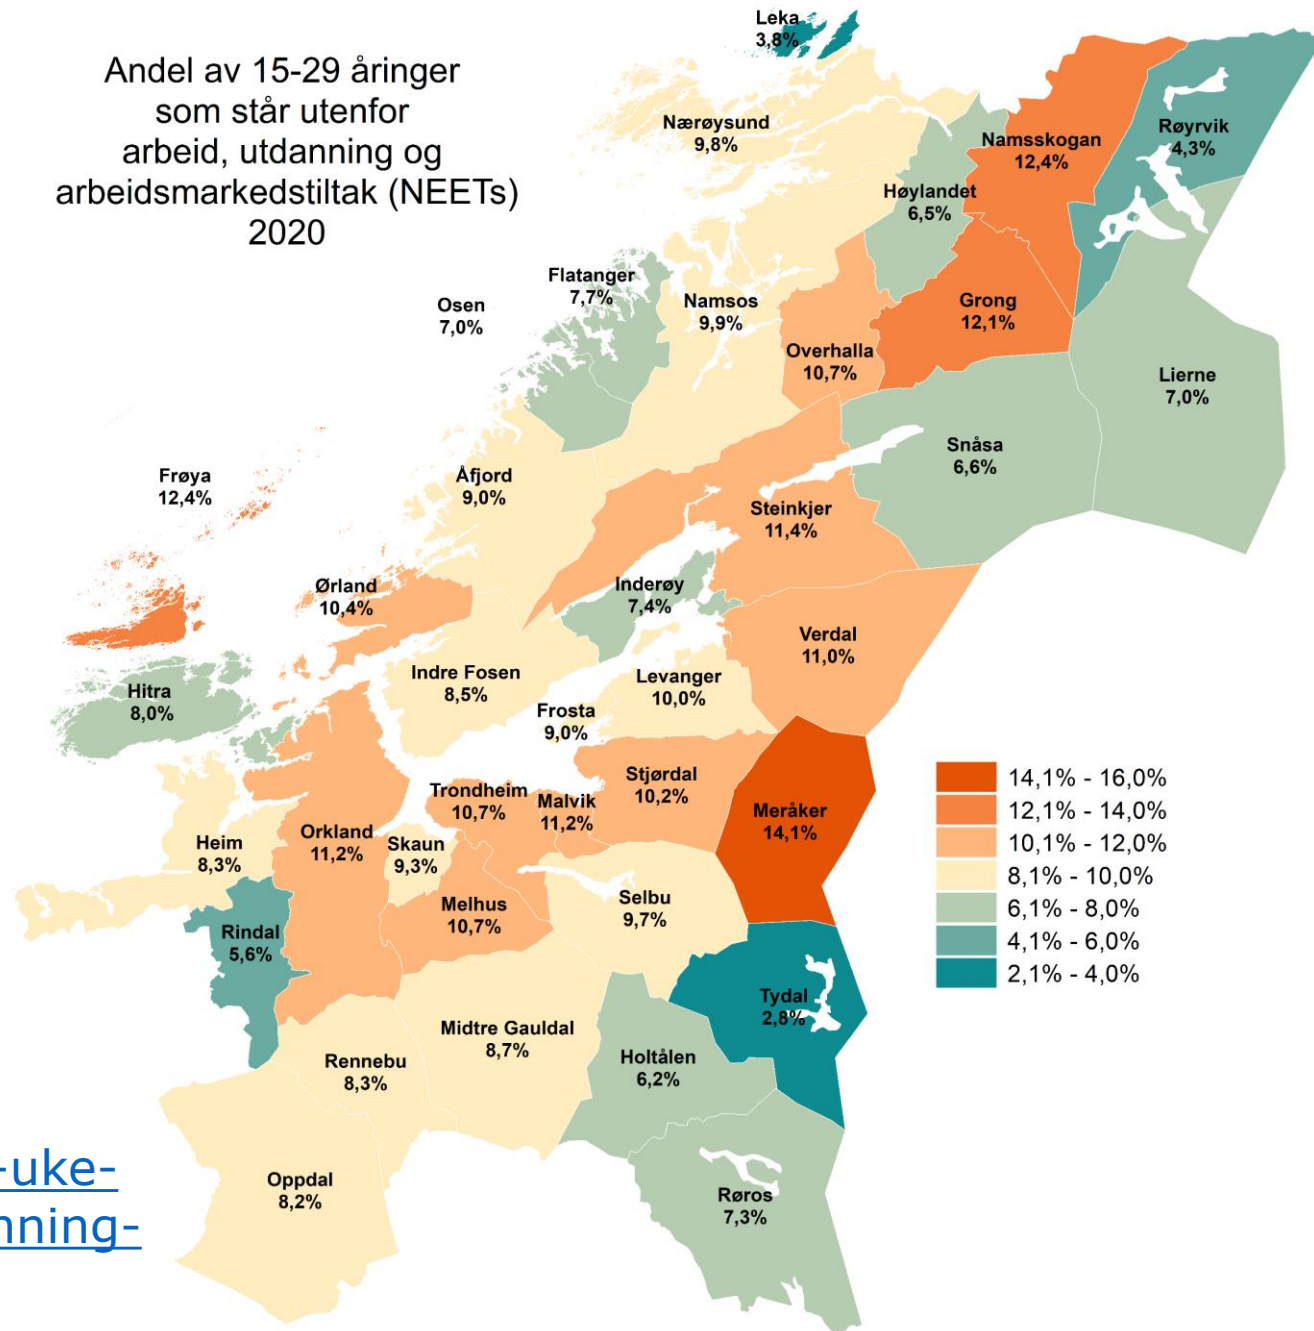 Andel av 15-29 åringer
som står utenfor
arbeid, utdanning og
arbeidsmarkedstiltak (NEETs)
2020
Leka
3,8%
Nærøysund
9,8%
Namsskogan
12,4%
Røyrvik
4,3%
Høylandet
6,5%
Flatanger
7,7%
Osen
7,0%
Namsos
9,9%
Grong
12,1%
Overhalla
10,7%
Lierne
7,0%
Snåsa
6,6%
Frøya
12,4%
Åfjord
9,0%
Steinkjer
11,4%
Ørland
10,4%
Inderøy
7,4%
Verdal
11,0%
Indre Fosen
8,5%
Levanger
10,0%
Hitra
8,0%
Frosta
9,0%
Stjørdal
10,2%
Trondheim
10,7%
Malvik
11,2%
Meråker
14,1%
Orkland
11,2%
Skaun
9,3%
Heim
8,3%
Selbu
9,7%
Melhus
10,7%
Rindal
5,6%
Tydal
2,8%
Midtre Gauldal
8,7%
Holtålen
6,2%
Rennebu
8,3%
Oppdal
8,2%
Røros
7,3%
14,1% - 16,0%
12,1% - 14,0%
10,1% - 12,0%
8,1% - 10,0%
6,1% - 8,0%
4,1% - 6,0%
2,1% - 4,0%
-uke-
nning-